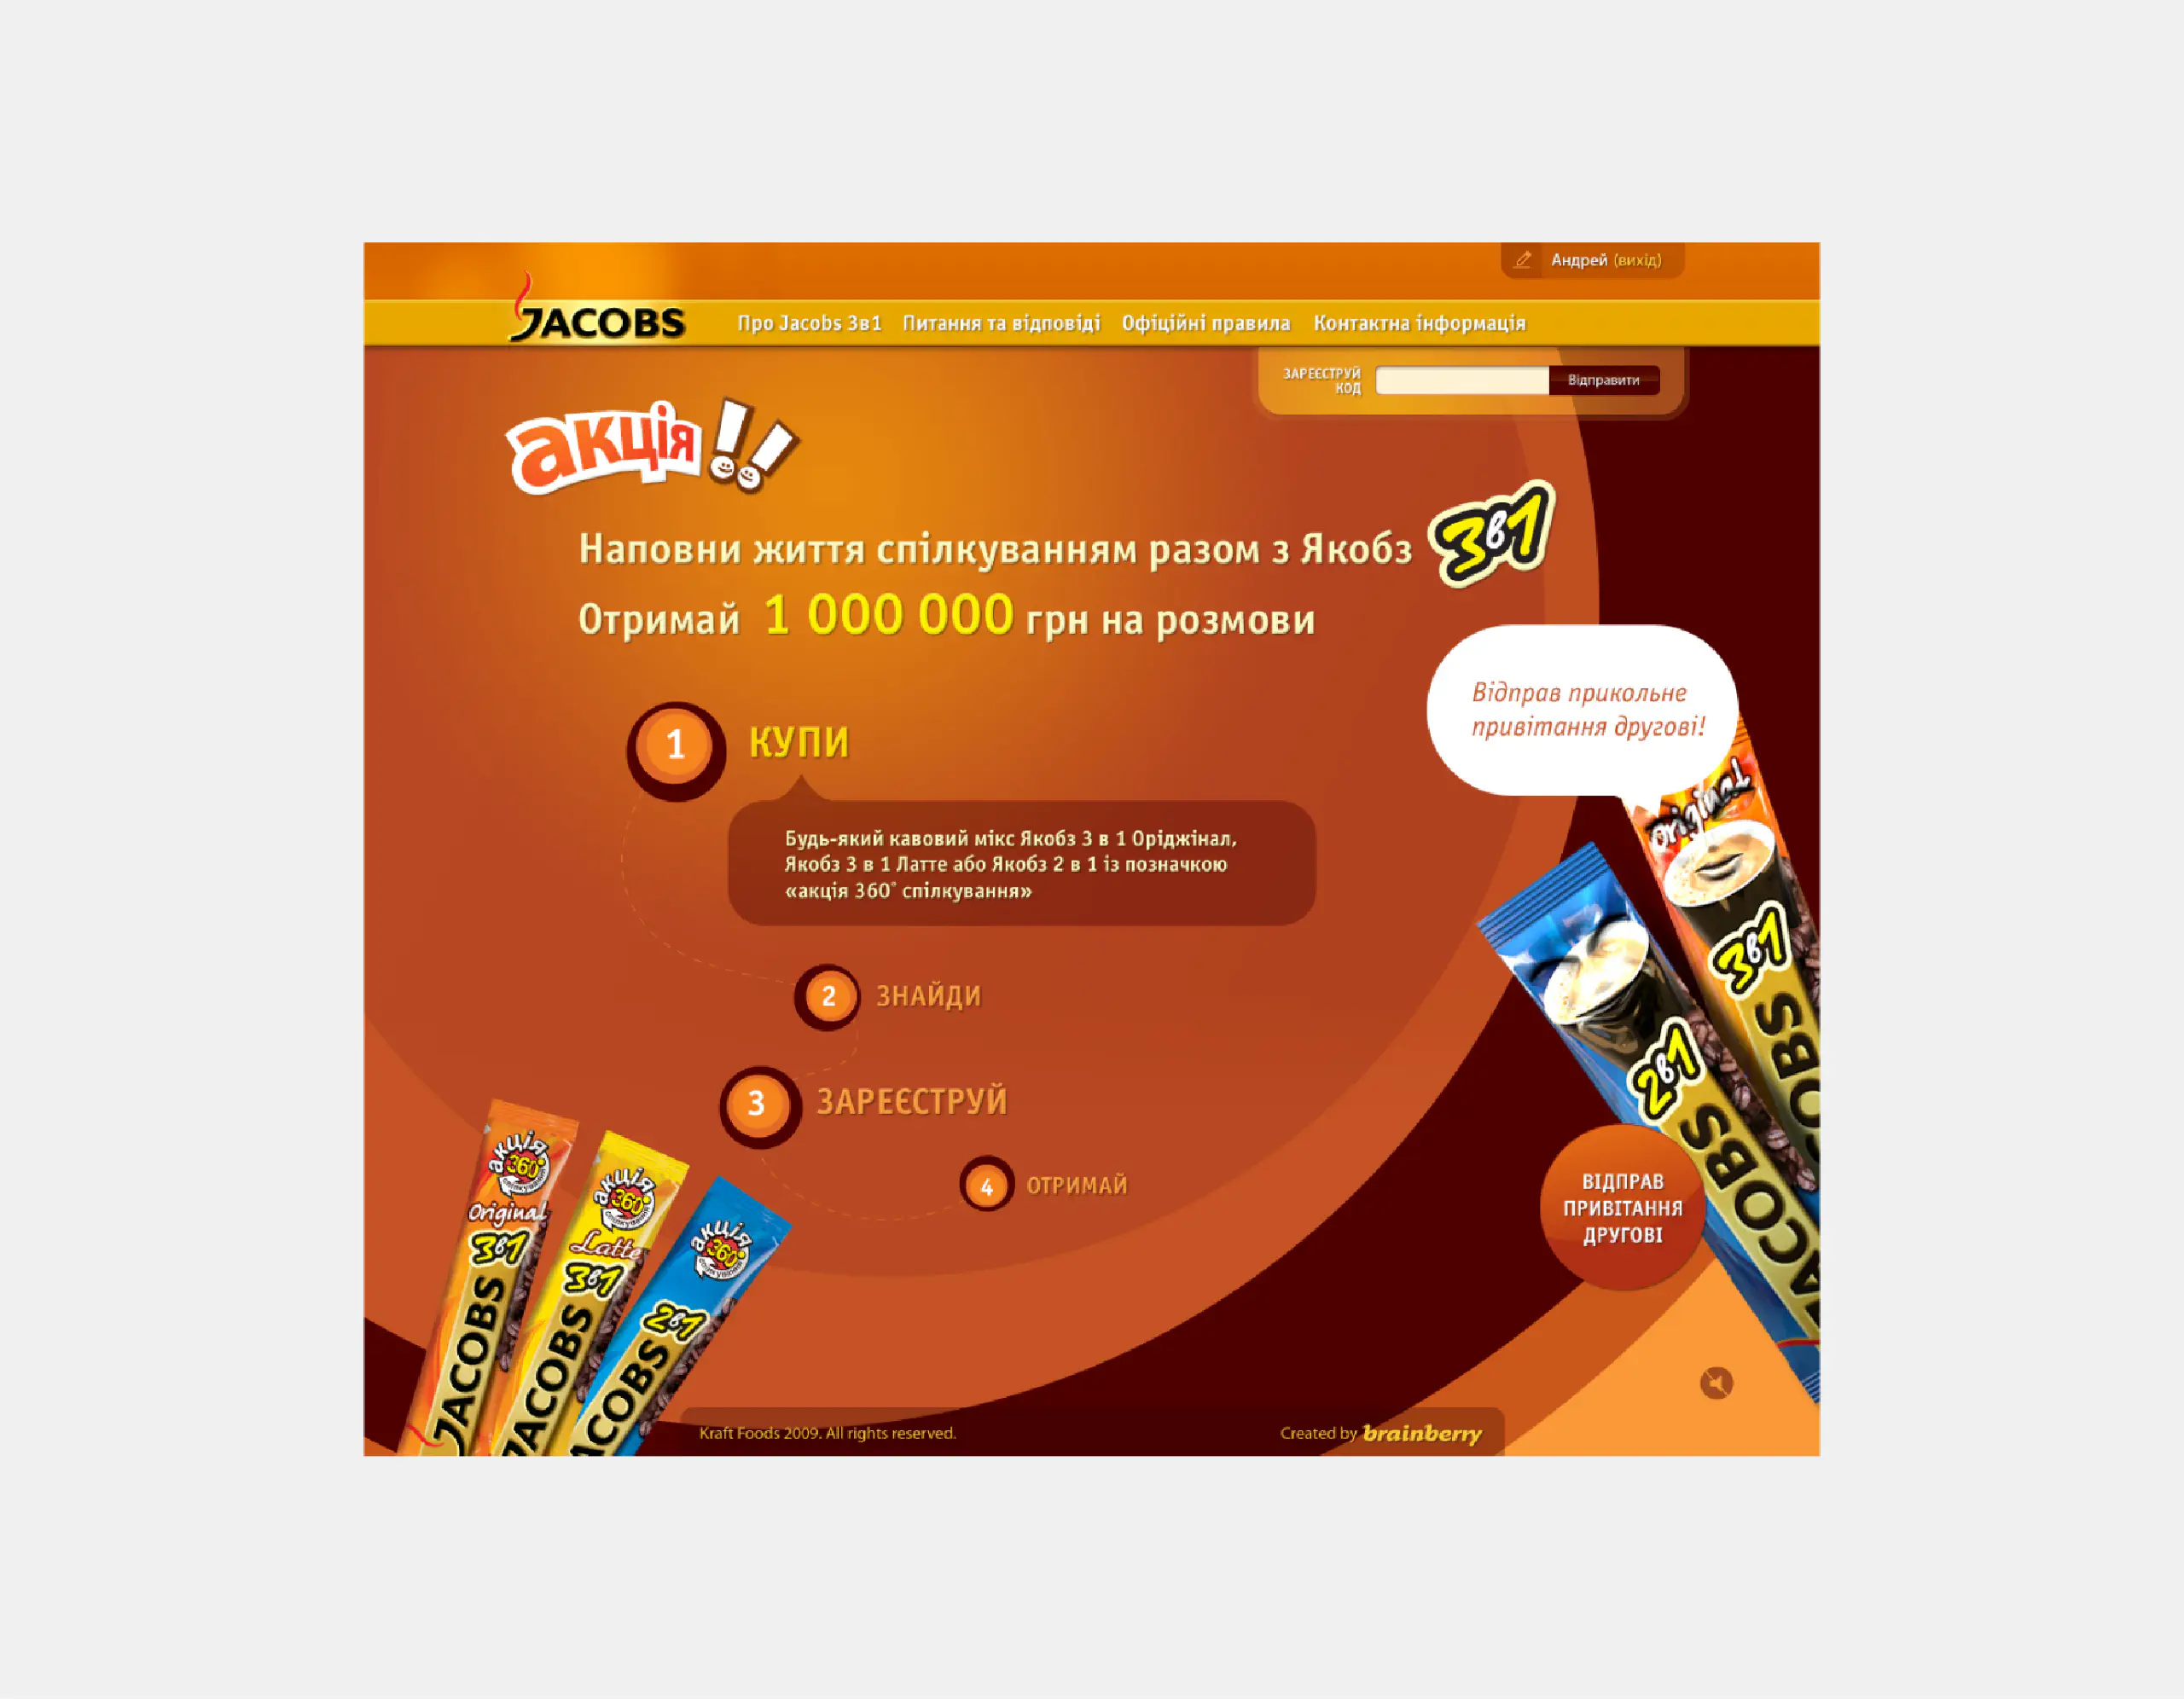 Андрей (вихід)
JACOBS
Про Jacobs 3в1 Питання та відповіді Офіційні правила Контактна інформація
ЗАРЕЄСТРУЙ
КОД
Відправити
акція!!
Наповни життя спілкуванням разом з Якобз 3в1
Отримай 1 000 000 грн на розмови
Відправ прикольне
привітання другові!
1 КУПИ
Будь-який кавовий мікс Якобз 3 в 1 Оріджінал,
Якобз 3 в 1 Латте або Якобз 2 в 1 із позначкою
«акція 360° спілкування»
2 ЗНАЙДИ
3 ЗАРЕЄСТРУЙ
4 ОТРИМАЙ
Original
3в1
JACOBS
2в1
JACOBS
ВІДПРАВ
ПРИВІТАННЯ
ДРУГОВІ
акція
360°
спілкування
Original
3в1
JACOBS
акція
360°
спілкування
Latte
3в1
JACOBS
акція
360°
спілкування
2в1
JACOBS
Kraft Foods 2009. All rights reserved.
Created by brainberry